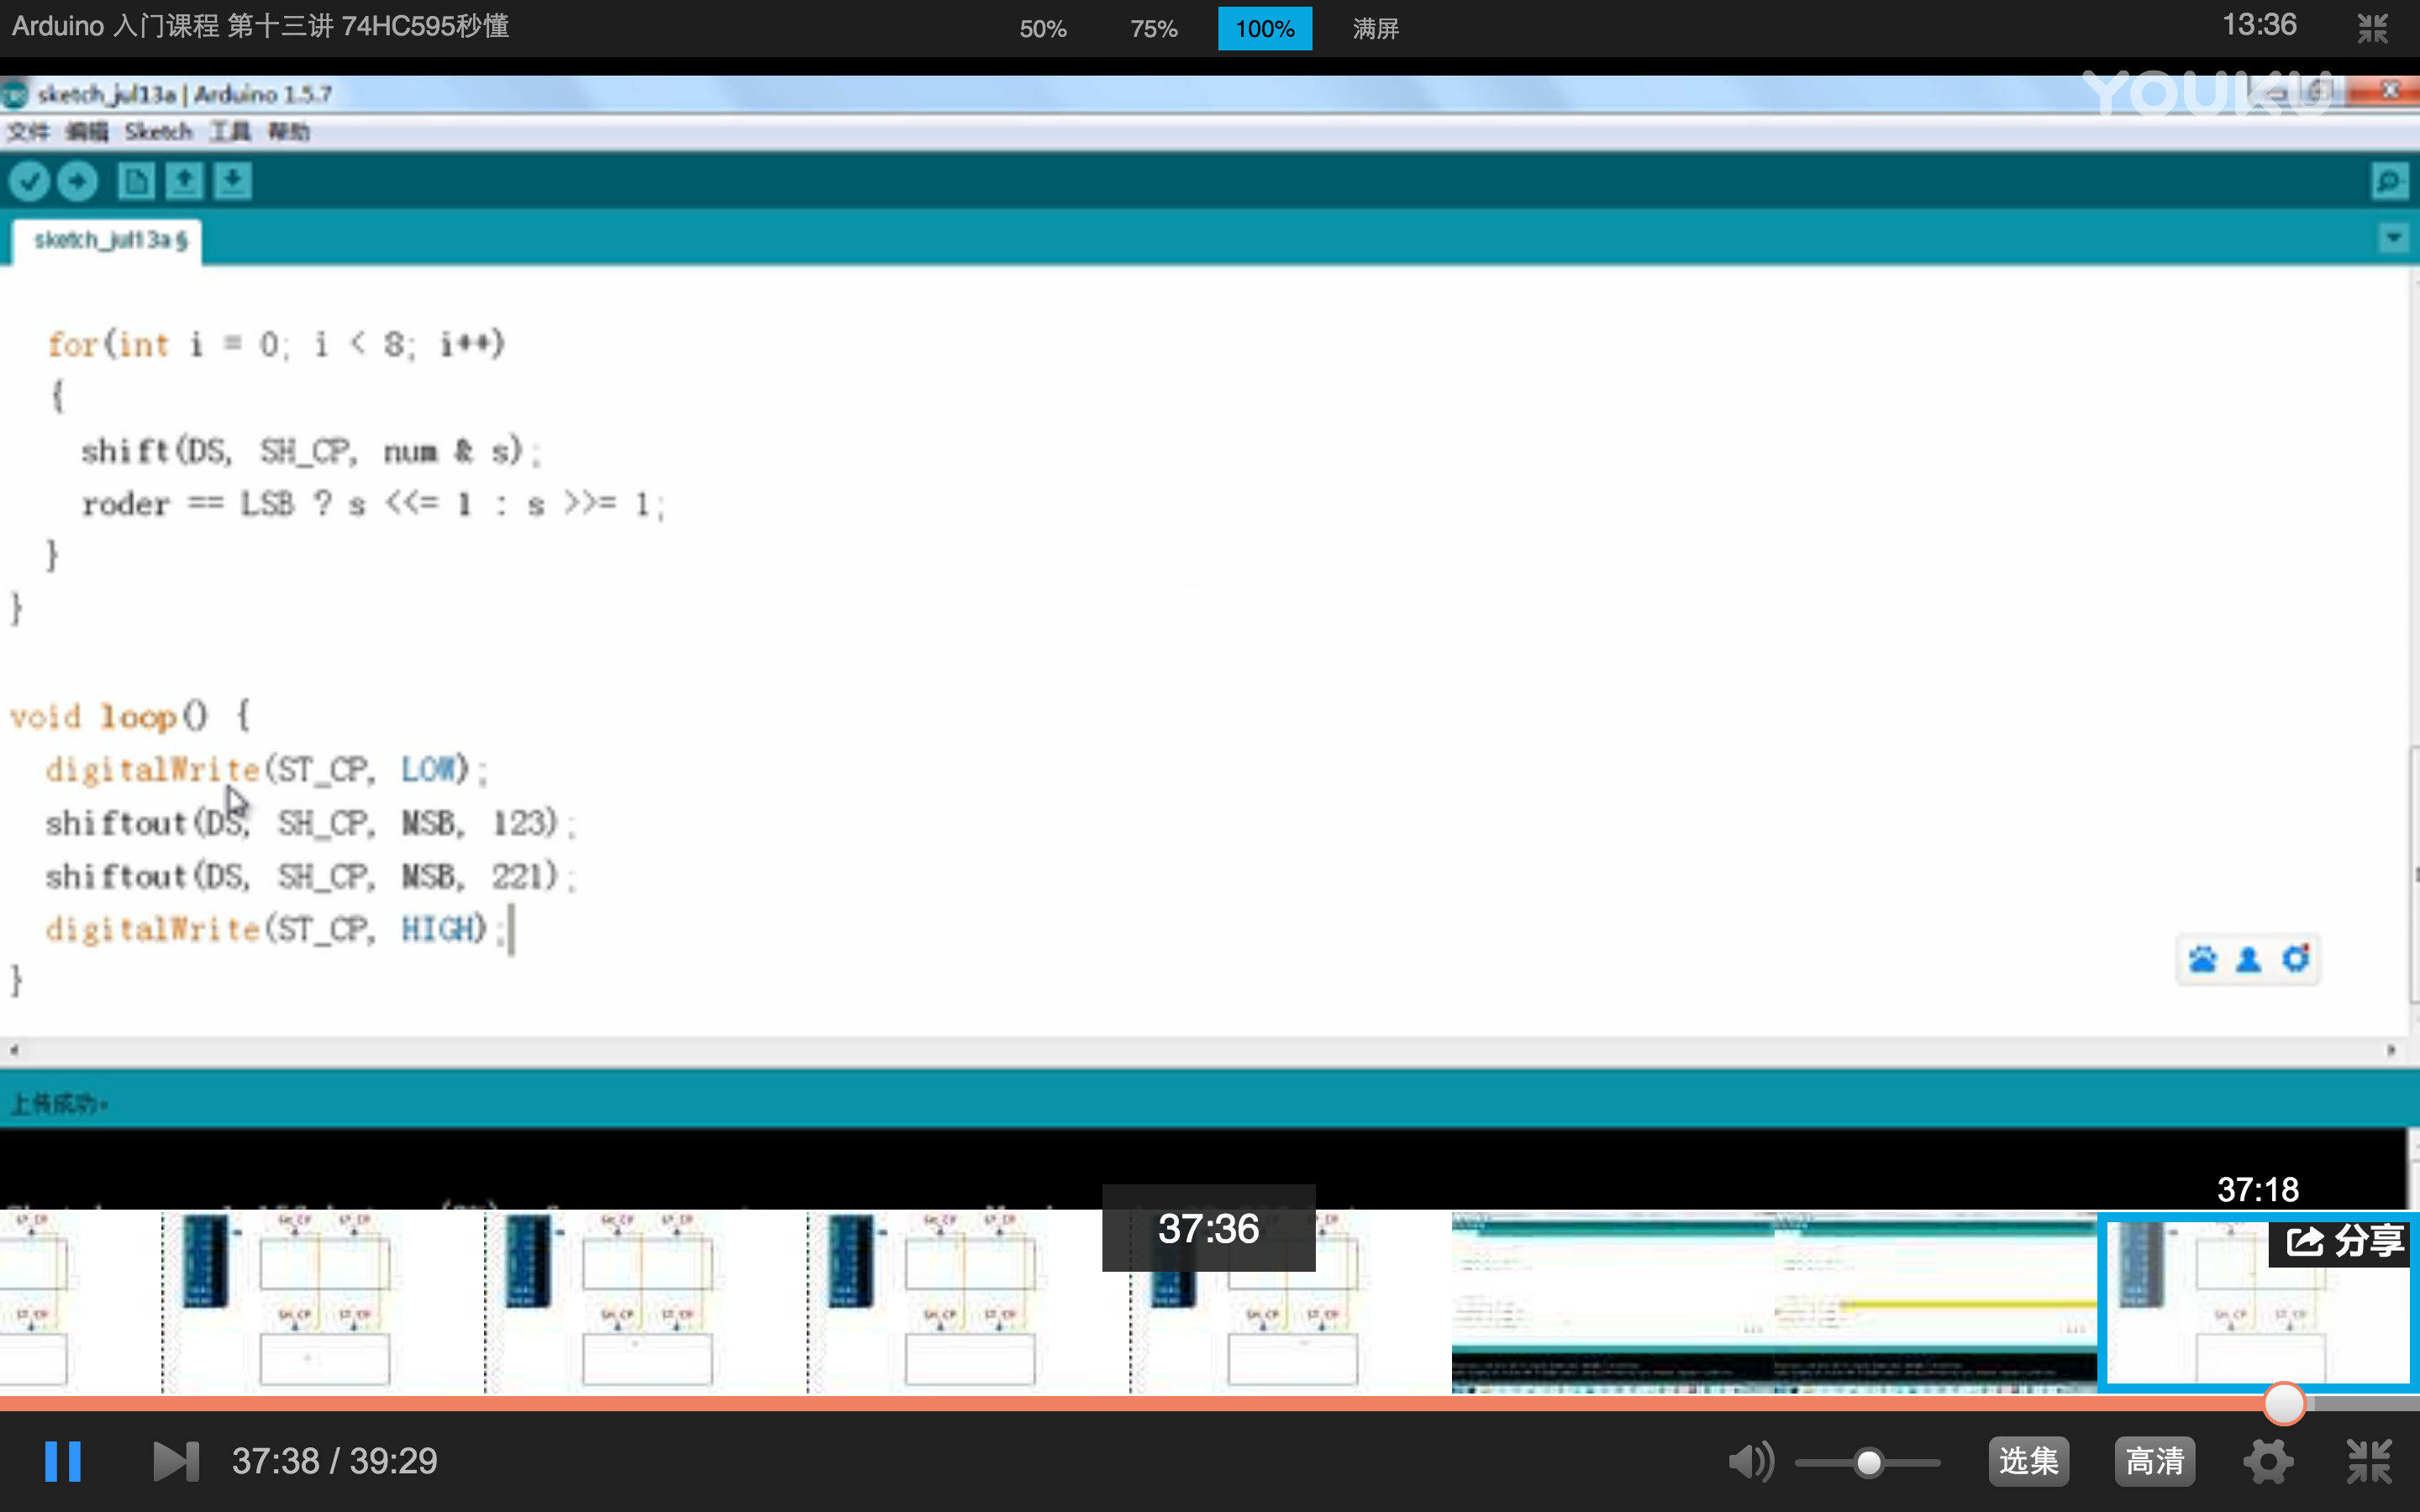 Arduino 入门课程 第十三讲 74HC595秒懂
50% 75% 100% 满屏
13:36
YOUKU
sketch_jul13a | Arduino 1.5.7
文件 编辑 Sketch 工具 帮助
sketch_jul13a §
for(int i = 0; i < 8; i++)
{
shift(DS, SH_CP, num & s);
roder == LSB ? s <<= 1 : s >>= 1;
}
}
void loop() {
digitalWrite(ST_CP, LOW);
shiftout(DS, SH_CP, MSB, 123);
shiftout(DS, SH_CP, MSB, 221);
digitalWrite(ST_CP, HIGH);
}
上传成功。
37:18
37:36
分享
37:38 / 39:29
选集 高清